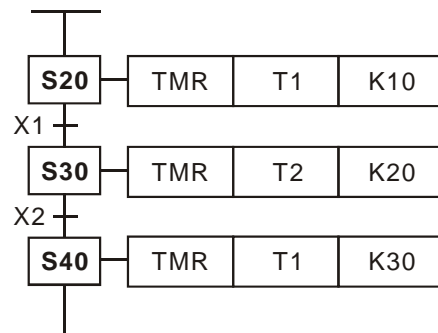 S20 TMR T1 K10
X1
S30 TMR T2 K20
X2
S40 TMR T1 K30